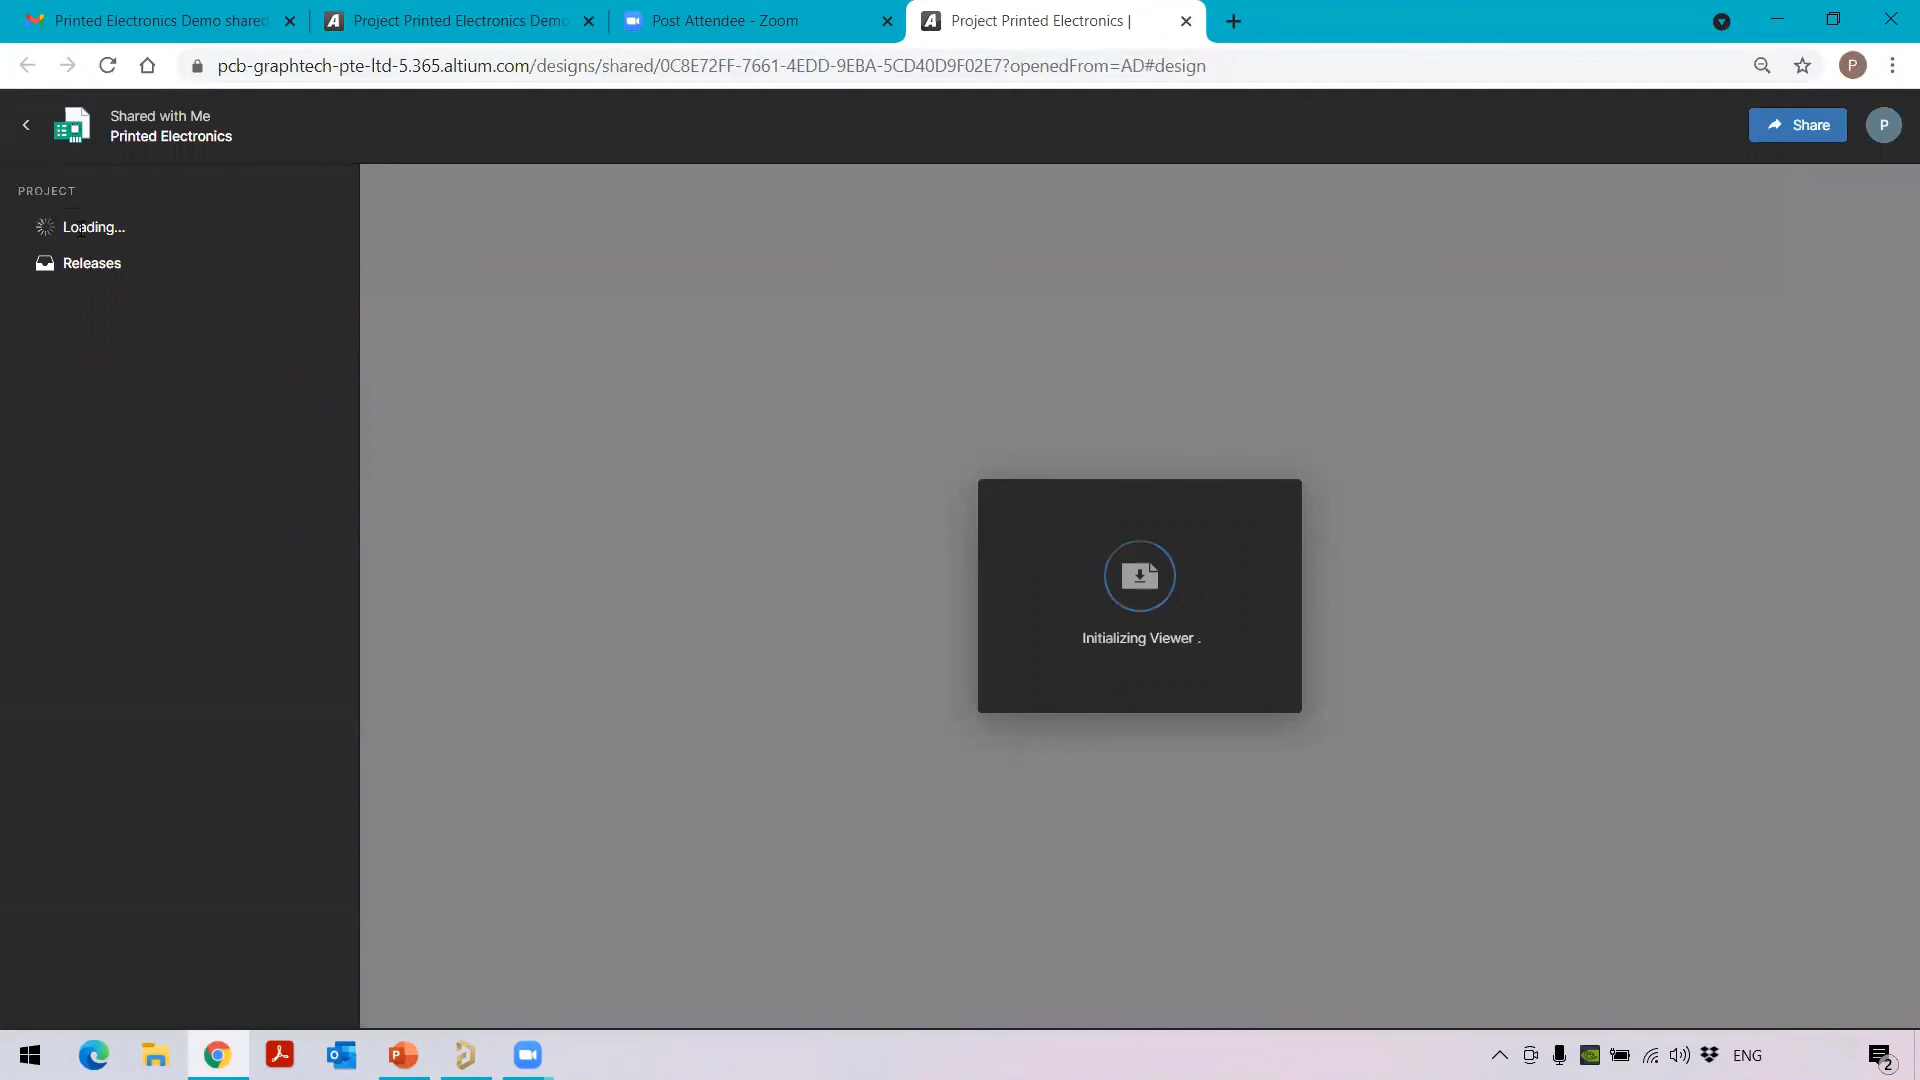 Printed Electronics Demo shared
Project Printed Electronics Demo
Post Attendee - Zoom
Project Printed Electronics |
pcb-graphtech-pte-ltd-5.365.altium.com/designs/shared/0C8E72FF-7661-4EDD-9EBA-5CD40D9F02E7?openedFrom=AD#design
P
Shared with Me
Printed Electronics
Share
P
PROJECT
Loading...
Releases
Initializing Viewer .
ENG
2